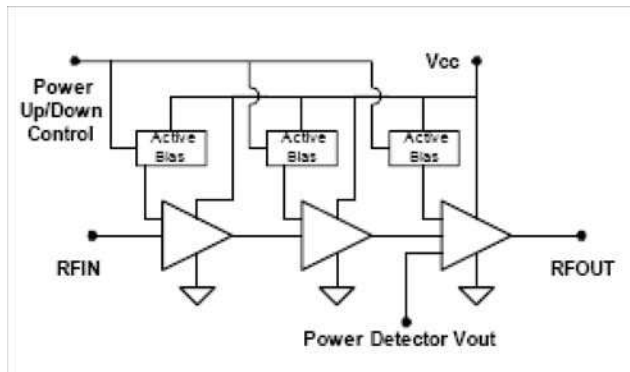 Power
Up/Down
Control
Vcc
Active
Bias
Active
Bias
Active
Bias
RFIN
RFOUT
Power Detector Vout